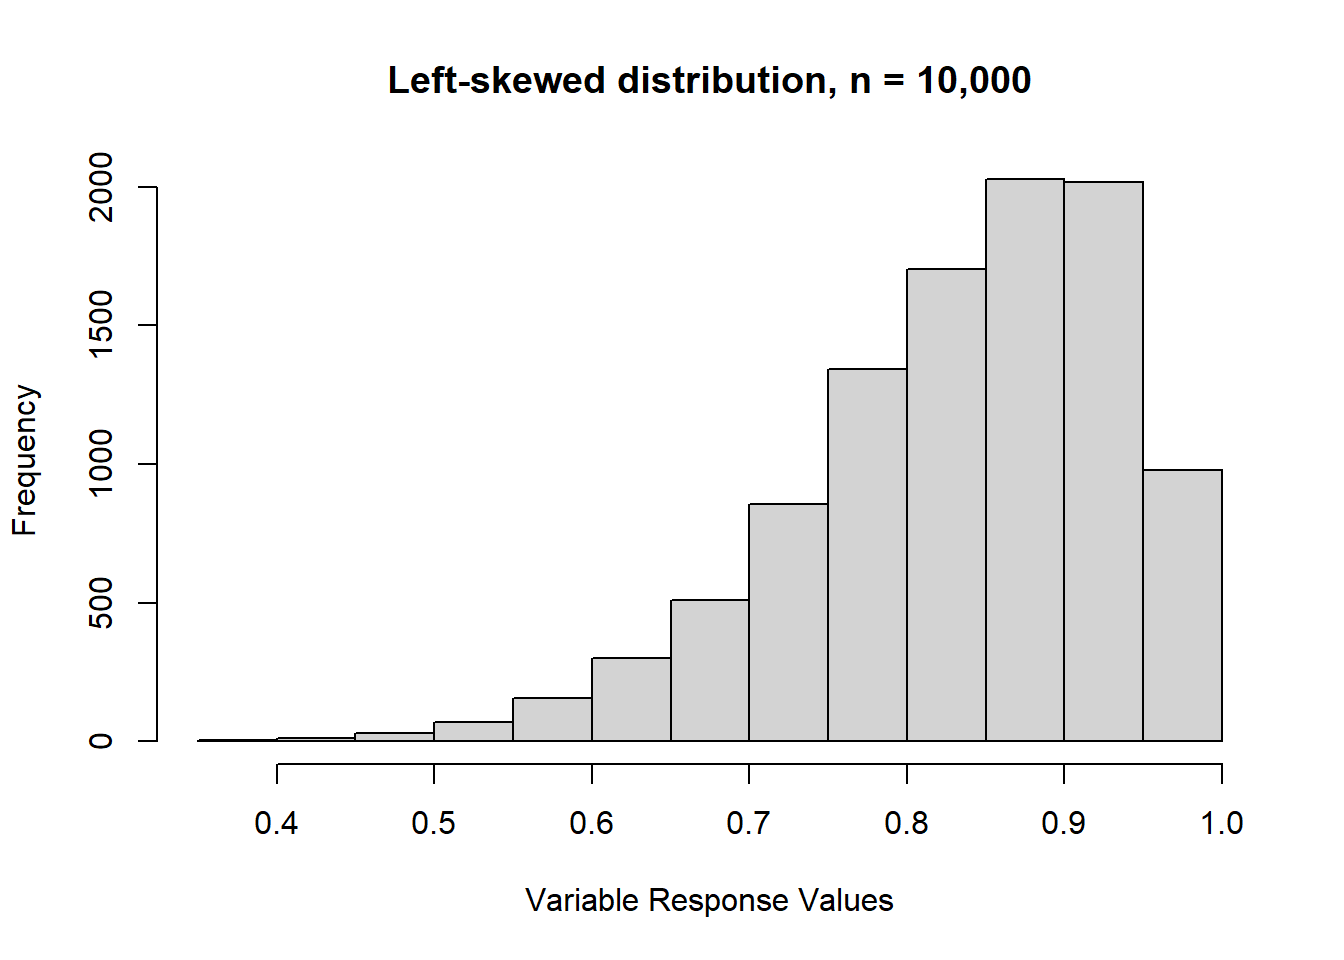 Left-skewed distribution, n = 10,000
2000
1500
1000
500
0
Frequency
0.4 0.5 0.6 0.7 0.8 0.9 1.0
Variable Response Values